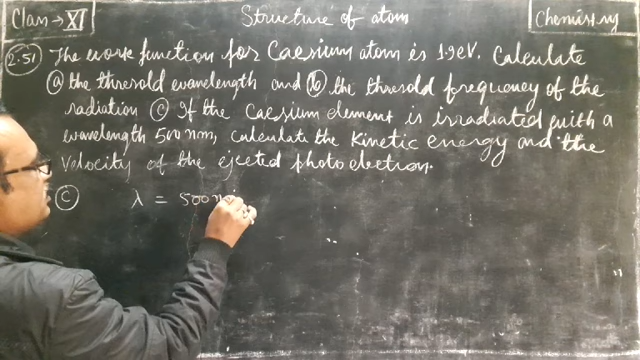 Class → XI
Structure of atom
Chemistry
2.51 The work function for Caesium atom is 1.9eV. Calculate
(a) the thresold wavelength and (b) the thresold frequency of the
radiation (c) If the Caesium element is irradiated with a
wavelength 500 nm, calculate the Kinetic energy and the
velocity of the ejected photoelectron.
(c) λ = 500 n